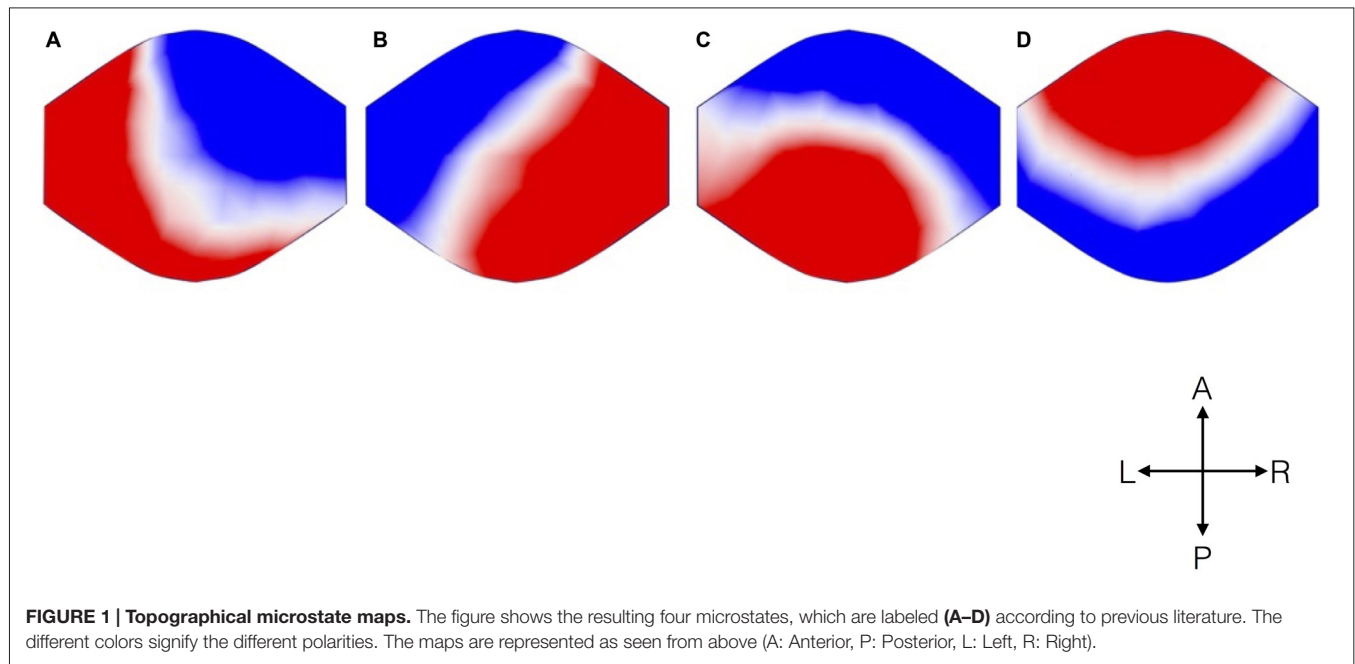 A B C D
A
L R
P
FIGURE 1 | Topographical microstate maps. The figure shows the resulting four microstates, which are labeled (A–D) according to previous literature. The
different colors signify the different polarities. The maps are represented as seen from above (A: Anterior, P: Posterior, L: Left, R: Right).